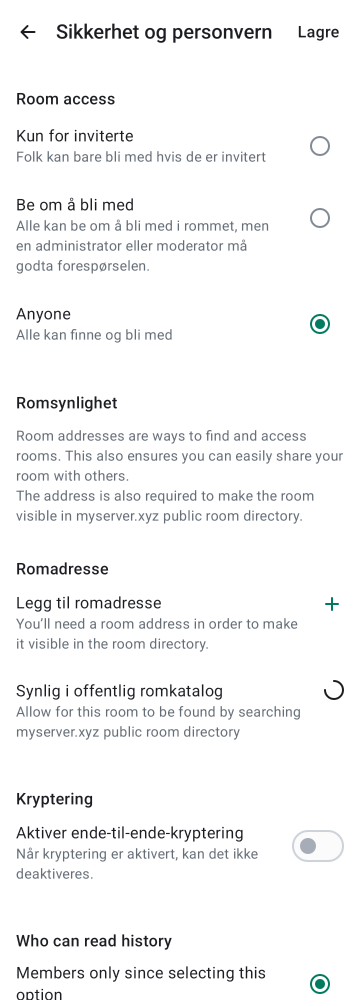 Sikkerhet og personvern Lagre
Room access
Kun for inviterte
Folk kan bare bli med hvis de er invitert
Be om å bli med
Alle kan be om å bli med i rommet, men
en administrator eller moderator må
godta forespørselen.
Anyone
Alle kan finne og bli med
Romsynlighet
Room addresses are ways to find and access
rooms. This also ensures you can easily share your
room with others.
The address is also required to make the room
visible in myserver.xyz public room directory.
Romadresse
Legg til romadresse
You’ll need a room address in order to make
it visible in the room directory.
Synlig i offentlig romkatalog
Allow for this room to be found by searching
myserver.xyz public room directory
Kryptering
Aktiver ende-til-ende-kryptering
Når kryptering er aktivert, kan det ikke
deaktiveres.
Who can read history
Members only since selecting this
option